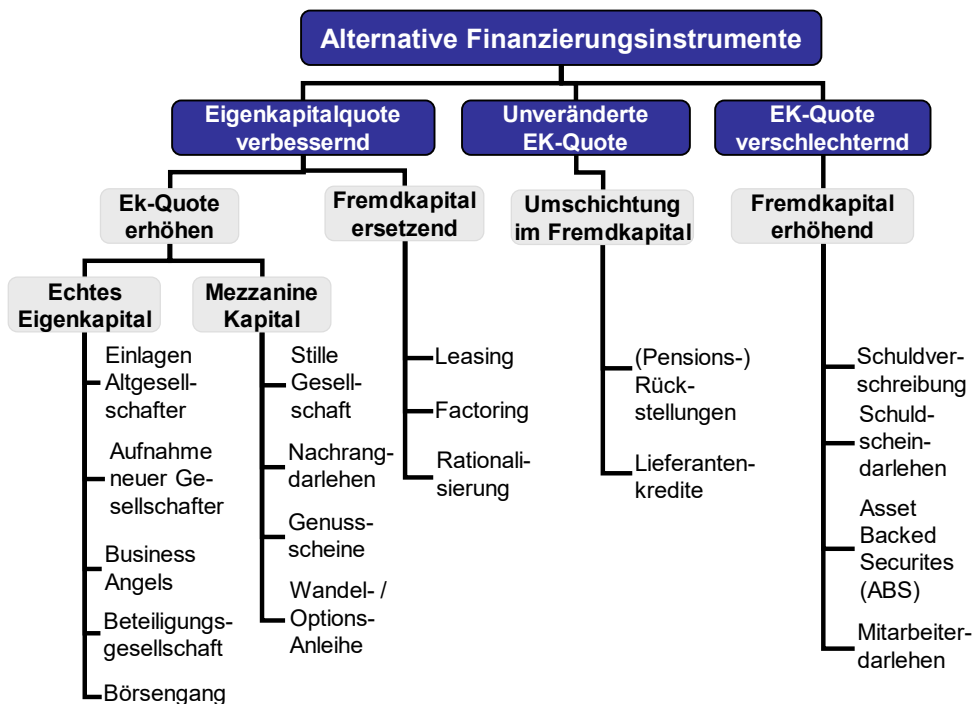 Alternative Finanzierungsinstrumente
Eigenkapitalquote
verbessernd
Unveränderte
EK-Quote
EK-Quote
verschlechternd
Ek-Quote
erhöhen
Fremdkapital
ersetzend
Umschichtung
im Fremdkapital
Fremdkapital
erhöhend
Echtes
Eigenkapital
Mezzanine
Kapital
Einlagen
Altgesell-
schafter
Aufnahme
neuer Ge-
sellschafter
Business
Angels
Beteiligungs-
gesellschaft
Börsengang
Stille
Gesell-
schaft
Nachrang-
darlehen
Genuss-
scheine
Wandel- /
Options-
Anleihe
Leasing
Factoring
Rationali-
sierung
(Pensions-)
Rück-
stellungen
Lieferanten-
kredite
Schuldver-
schreibung
Schuld-
schein-
darlehen
Asset
Backed
Securites
(ABS)
Mitarbeiter-
darlehen